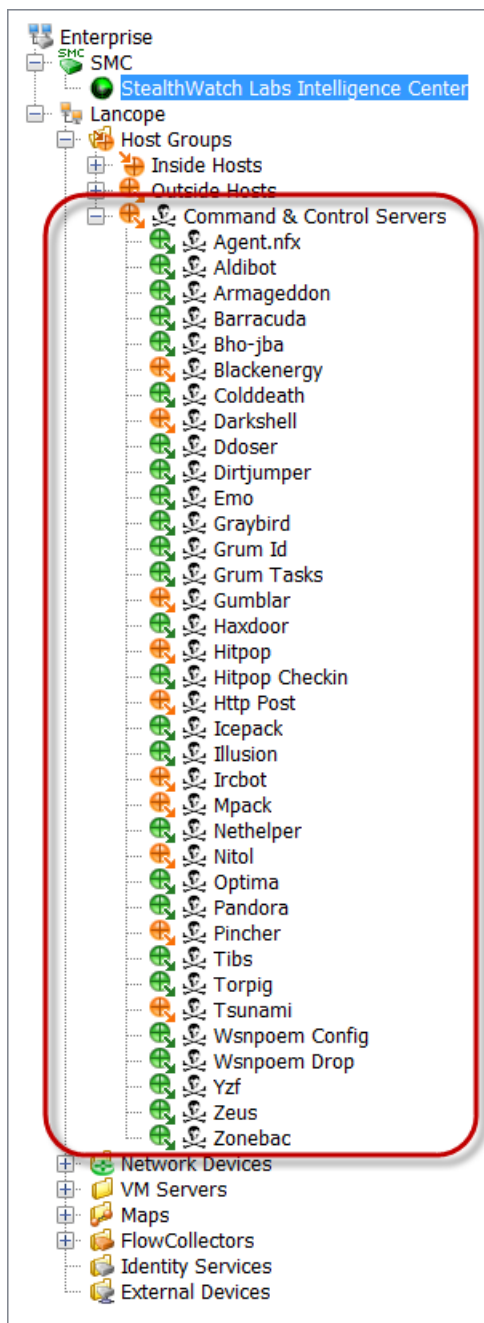 Enterprise
SMC
SMC
StealthWatch Labs Intelligence Center
Lancope
Host Groups
Inside Hosts
Outside Hosts
Command & Control Servers
Agent.nfx
Aldibot
Armageddon
Barracuda
Bho-jba
Blackenergy
Colddeath
Darkshell
Ddoser
Dirtjumper
Emo
Graybird
Grum Id
Grum Tasks
Gumblar
Haxdoor
Hitpop
Hitpop Checkin
Http Post
Icepack
Illusion
Ircbot
Mpack
Nethelper
Nitol
Optima
Pandora
Pincher
Tibs
Torpig
Tsunami
Wsnpoem Config
Wsnpoem Drop
Yzf
Zeus
Zonebac
Network Devices
VM Servers
Maps
FlowCollectors
Identity Services
External Devices